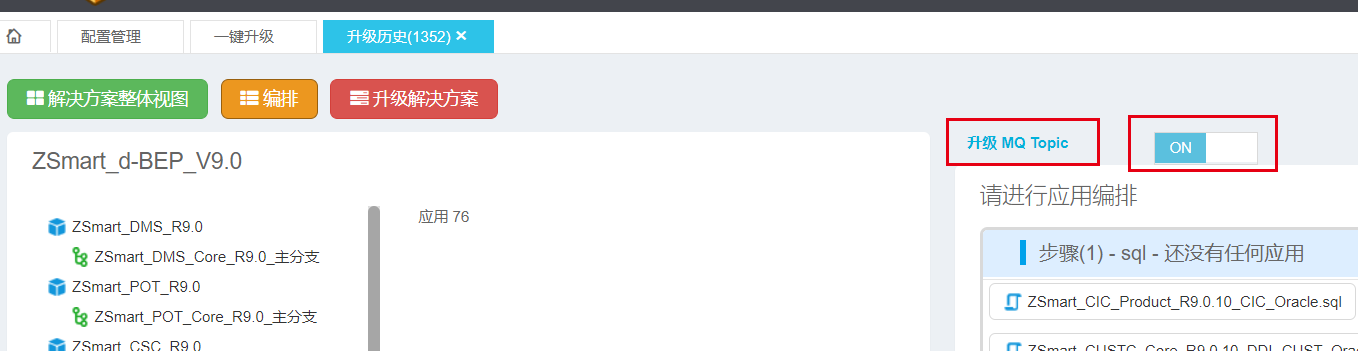 配置管理
一键升级
升级历史(1352) ×
解决方案整体视图
编排
升级解决方案
ZSmart_d-BEP_V9.0
ZSmart_DMS_R9.0
ZSmart_DMS_Core_R9.0_主分支
ZSmart_POT_R9.0
ZSmart_POT_Core_R9.0_主分支
ZSmart_CSC_R9.0
应用 76
升级 MQ Topic
ON
请进行应用编排
步骤(1) - sql - 还没有任何应用
ZSmart_CIC_Product_R9.0.10_CIC_Oracle.sql